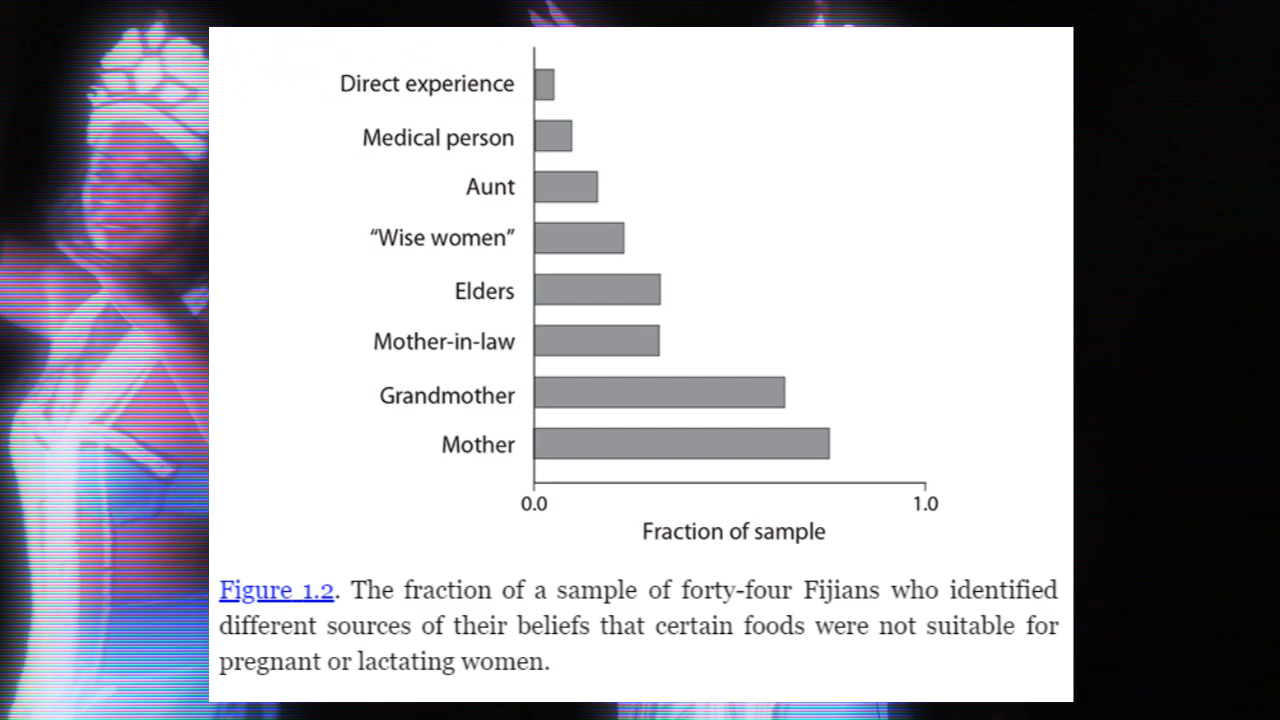 Direct experience
Medical person
Aunt
“Wise women”
Elders
Mother-in-law
Grandmother
Mother
0.0 1.0
Fraction of sample
Figure 1.2. The fraction of a sample of forty-four Fijians who identified
different sources of their beliefs that certain foods were not suitable for
pregnant or lactating women.